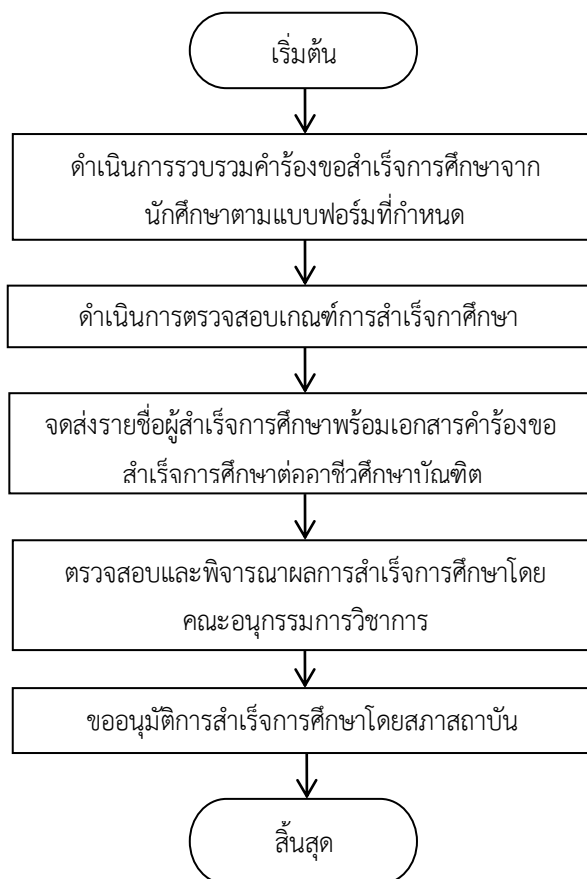 เริ่มต้น
ดำเนินการรวบรวมคำร้องขอสำเร็จการศึกษาจาก
นักศึกษาตามแบบฟอร์มที่กำหนด
ดำเนินการตรวจสอบเกณฑ์การสำเร็จกาศึกษา
จดส่งรายชื่อผู้สำเร็จการศึกษาพร้อมเอกสารคำร้องขอ
สำเร็จการศึกษาต่ออาชีวศึกษาบัณฑิต
ตรวจสอบและพิจารณาผลการสำเร็จการศึกษาโดย
คณะอนุกรรมการวิชาการ
ขออนุมัติการสำเร็จการศึกษาโดยสภาสถาบัน
สิ้นสุด